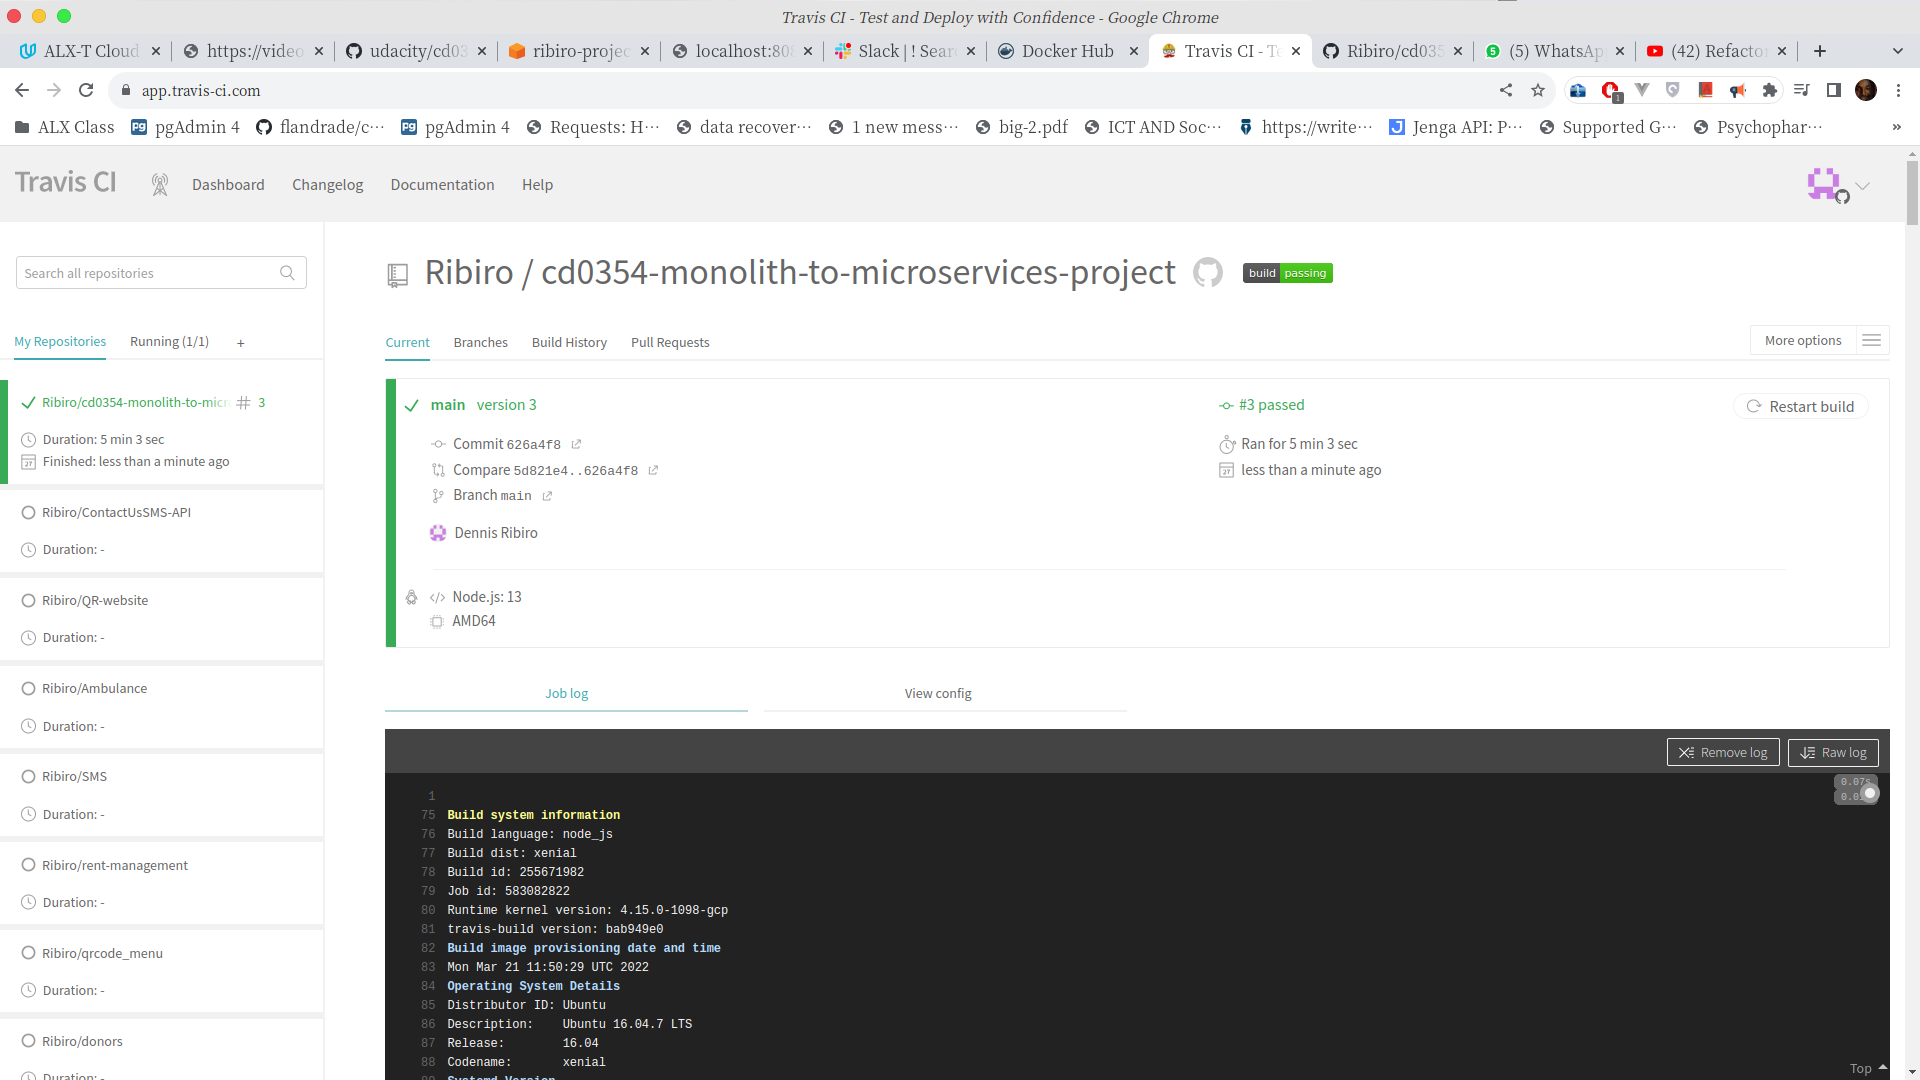 Travis CI - Test and Deploy with Confidence - Google Chrome
ALX-T Cloud
https://video
udacity/cd03
ribiro-projec
localhost:808
Slack | ! Sear
Docker Hub
Travis CI - Te
Ribiro/cd035
(5) WhatsAp
(42) Refactor
app.travis-ci.com
1
ALX Class
pgAdmin 4
flandrade/c···
pgAdmin 4
Requests: H···
data recover···
1 new mess···
big-2.pdf
ICT AND Soc···
https://write···
Jenga API: P···
Supported G···
Psychophar···
»
Travis CI
Dashboard
Changelog
Documentation
Help
Search all repositories
My Repositories
Running (1/1)
+
Ribiro/cd0354-monolith-to-micr
# 3
Duration: 5 min 3 sec
Finished: less than a minute ago
Ribiro/ContactUsSMS-API
Duration: -
Ribiro/QR-website
Duration: -
Ribiro/Ambulance
Duration: -
Ribiro/SMS
Duration: -
Ribiro/rent-management
Duration: -
Ribiro/qrcode_menu
Duration: -
Ribiro/donors
Duration: -
Ribiro / cd0354-monolith-to-microservices-project
build passing
Current
Branches
Build History
Pull Requests
More options
main version 3
#3 passed
Restart build
Commit 626a4f8
Ran for 5 min 3 sec
Compare 5d821e4..626a4f8
less than a minute ago
Branch main
Dennis Ribiro
</> Node.js: 13
AMD64
Job log
View config
Remove log
Raw log
0.07s
1
75 Build system information
76 Build language: node_js
77 Build dist: xenial
78 Build id: 255671982
79 Job id: 583082822
80 Runtime kernel version: 4.15.0-1098-gcp
81 travis-build version: bab949e0
82 Build image provisioning date and time
83 Mon Mar 21 11:50:29 UTC 2022
84 Operating System Details
85 Distributor ID: Ubuntu
86 Description: Ubuntu 16.04.7 LTS
87 Release: 16.04
88 Codename: xenial
89 Systemd Version
Top